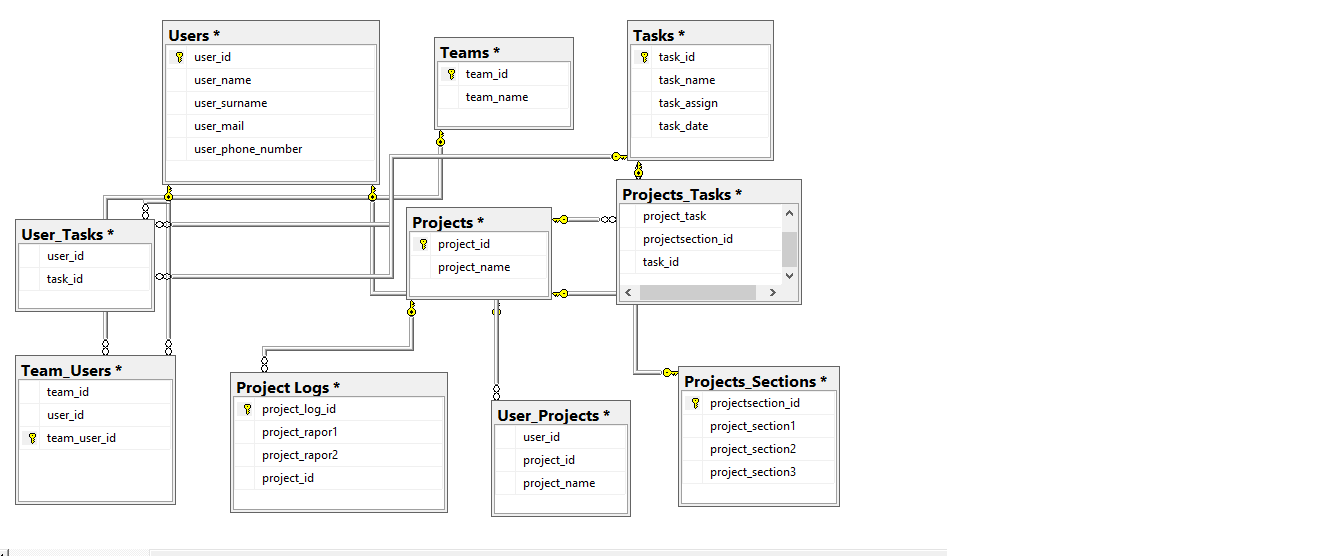 Users *
user_id
user_name
user_surname
user_mail
user_phone_number
Teams *
team_id
team_name
Tasks *
task_id
task_name
task_assign
task_date
User_Tasks *
user_id
task_id
Projects *
project_id
project_name
Projects_Tasks *
project_task
projectsection_id
task_id
Team_Users *
team_id
user_id
team_user_id
Project Logs *
project_log_id
project_rapor1
project_rapor2
project_id
User_Projects *
user_id
project_id
project_name
Projects_Sections *
projectsection_id
project_section1
project_section2
project_section3